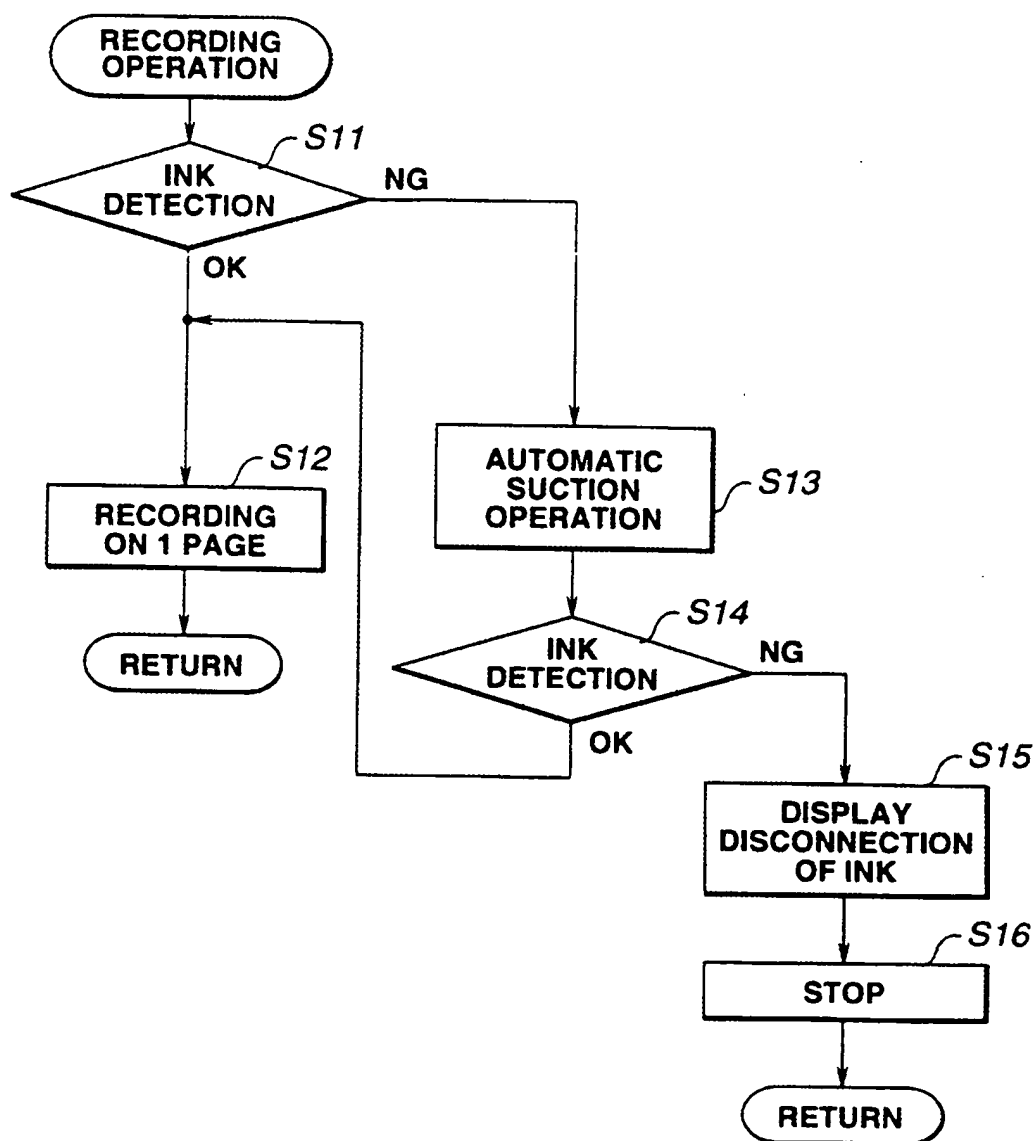 RECORDING
OPERATION
S11
INK
DETECTION
NG
OK
S12
RECORDING
ON 1 PAGE
RETURN
AUTOMATIC
SUCTION
OPERATION
S13
S14
INK
DETECTION
NG
OK
S15
DISPLAY
DISCONNECTION
OF INK
S16
STOP
RETURN